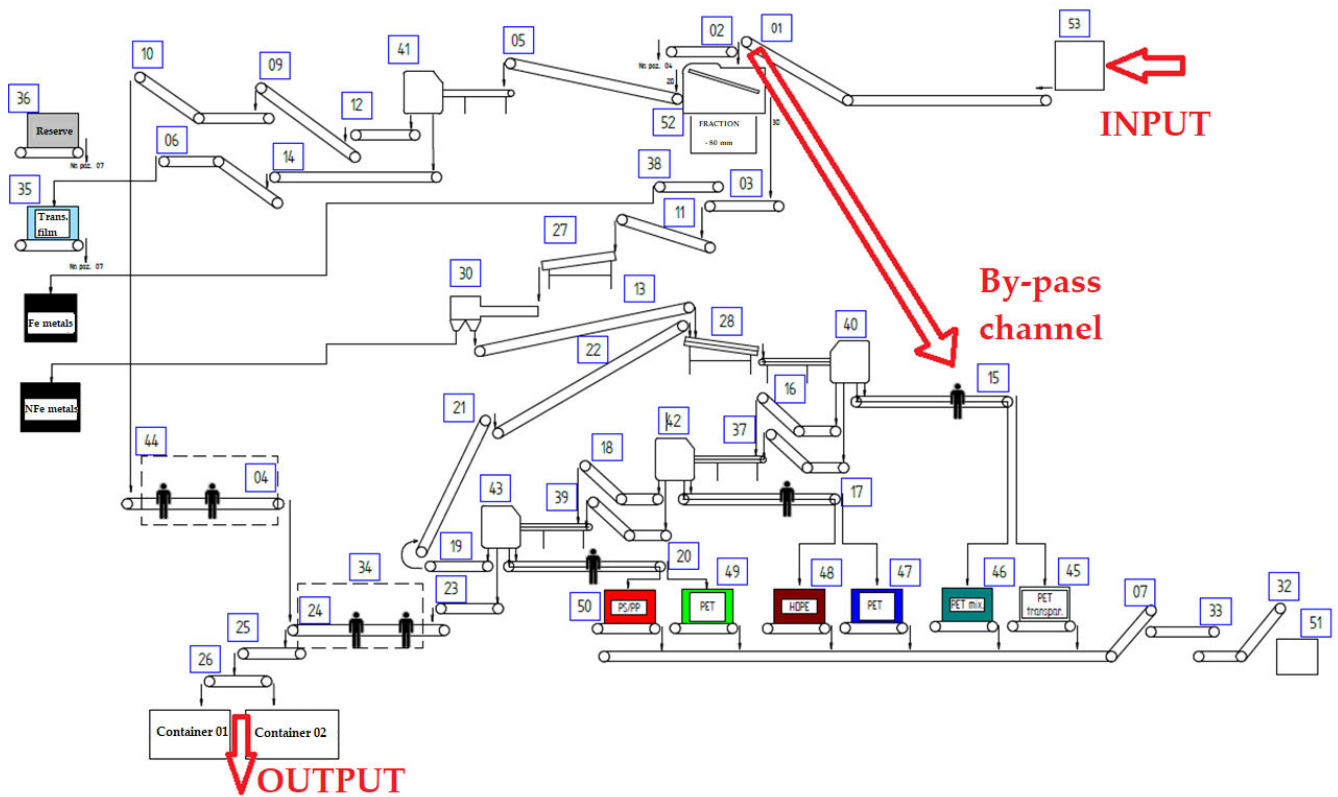 53
01
02
05
41
10
09
12
INPUT
No poz. 04
20
30
52
FRACTION
- 80 mm
36
Reserve
No poz. 07
06
14
38
03
11
35
Trans.
film
No poz. 07
27
30
13
28
40
By-pass
channel
Fe metals
22
NFe metals
21
16
15
42
37
44
18
04
43
39
17
19
20
34
23
49
48
47
46
45
50
PS/PP
PET
HDPE
PET
PET mix.
PET
transpar.
07
33
32
51
24
25
26
Container 01
Container 02
OUTPUT